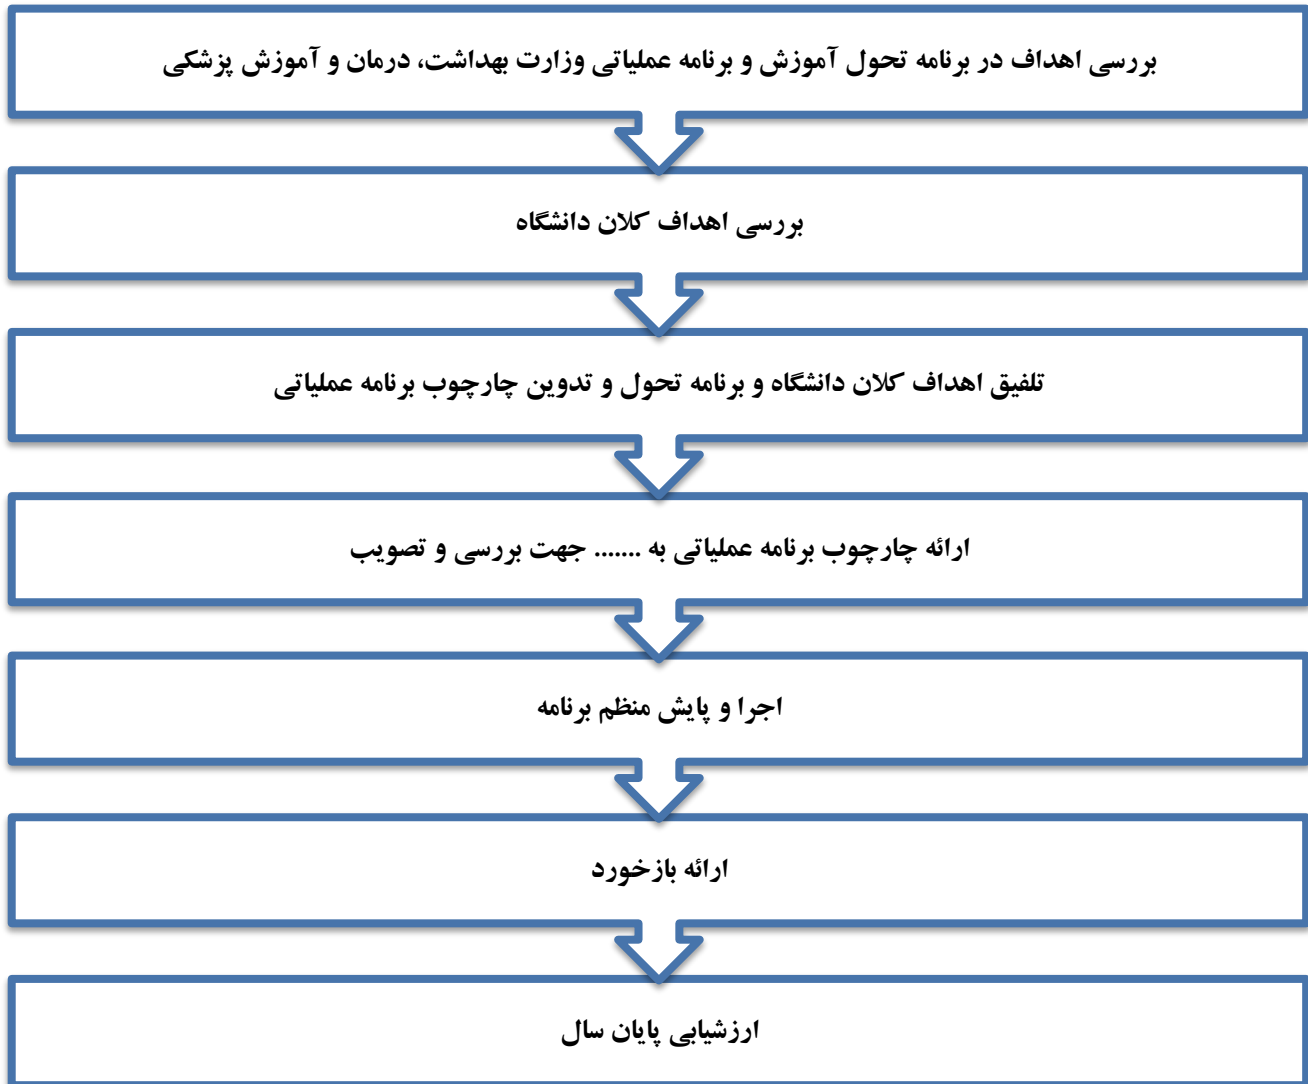 بررسی اهداف در برنامه تحول آموزش و برنامه عملیاتی وزارت بهداشت، درمان و آموزش پزشکی
بررسی اهداف کلان دانشگاه
تلفیق اهداف کلان دانشگاه و برنامه تحول و تدوین چارچوب برنامه عملیاتی
ارائه چارچوب برنامه عملیاتی به ....... جهت بررسی و تصویب
اجرا و پایش منظم برنامه
ارائه بازخورد
ارزشیابی پایان سال